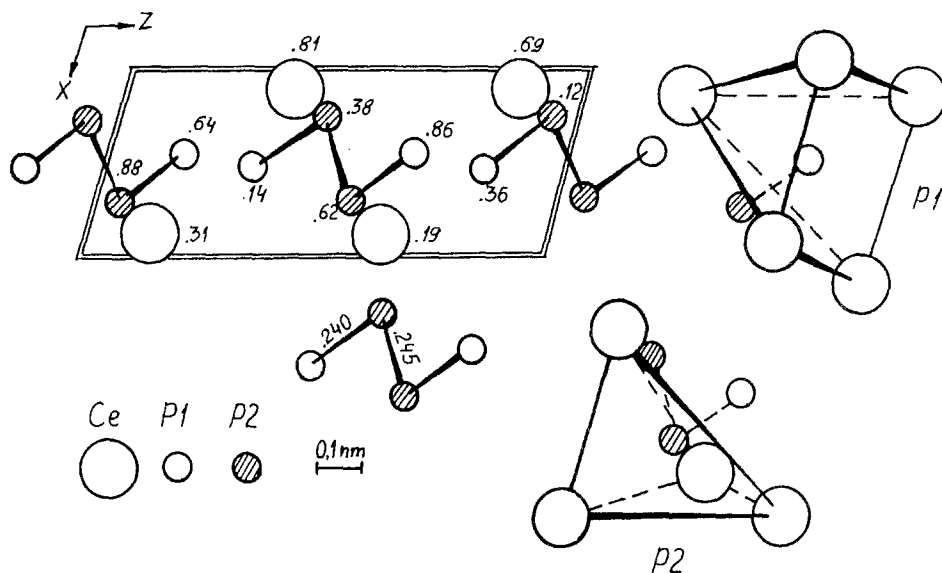 Z
X
.81
.69
.38
.12
.64
.86
.88
.14
.36
.62
.31
.19
P1
.240
.245
Ce P1 P2
0,1nm
P2